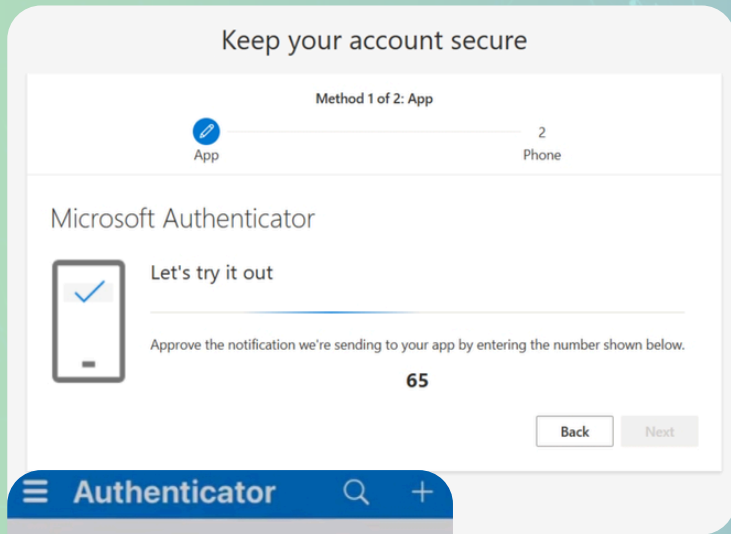 Keep your account secure
Method 1 of 2: App
App
2
Phone
Microsoft Authenticator
Let's try it out
Approve the notification we're sending to your app by entering the number shown below.
65
Back Next
Authenticator